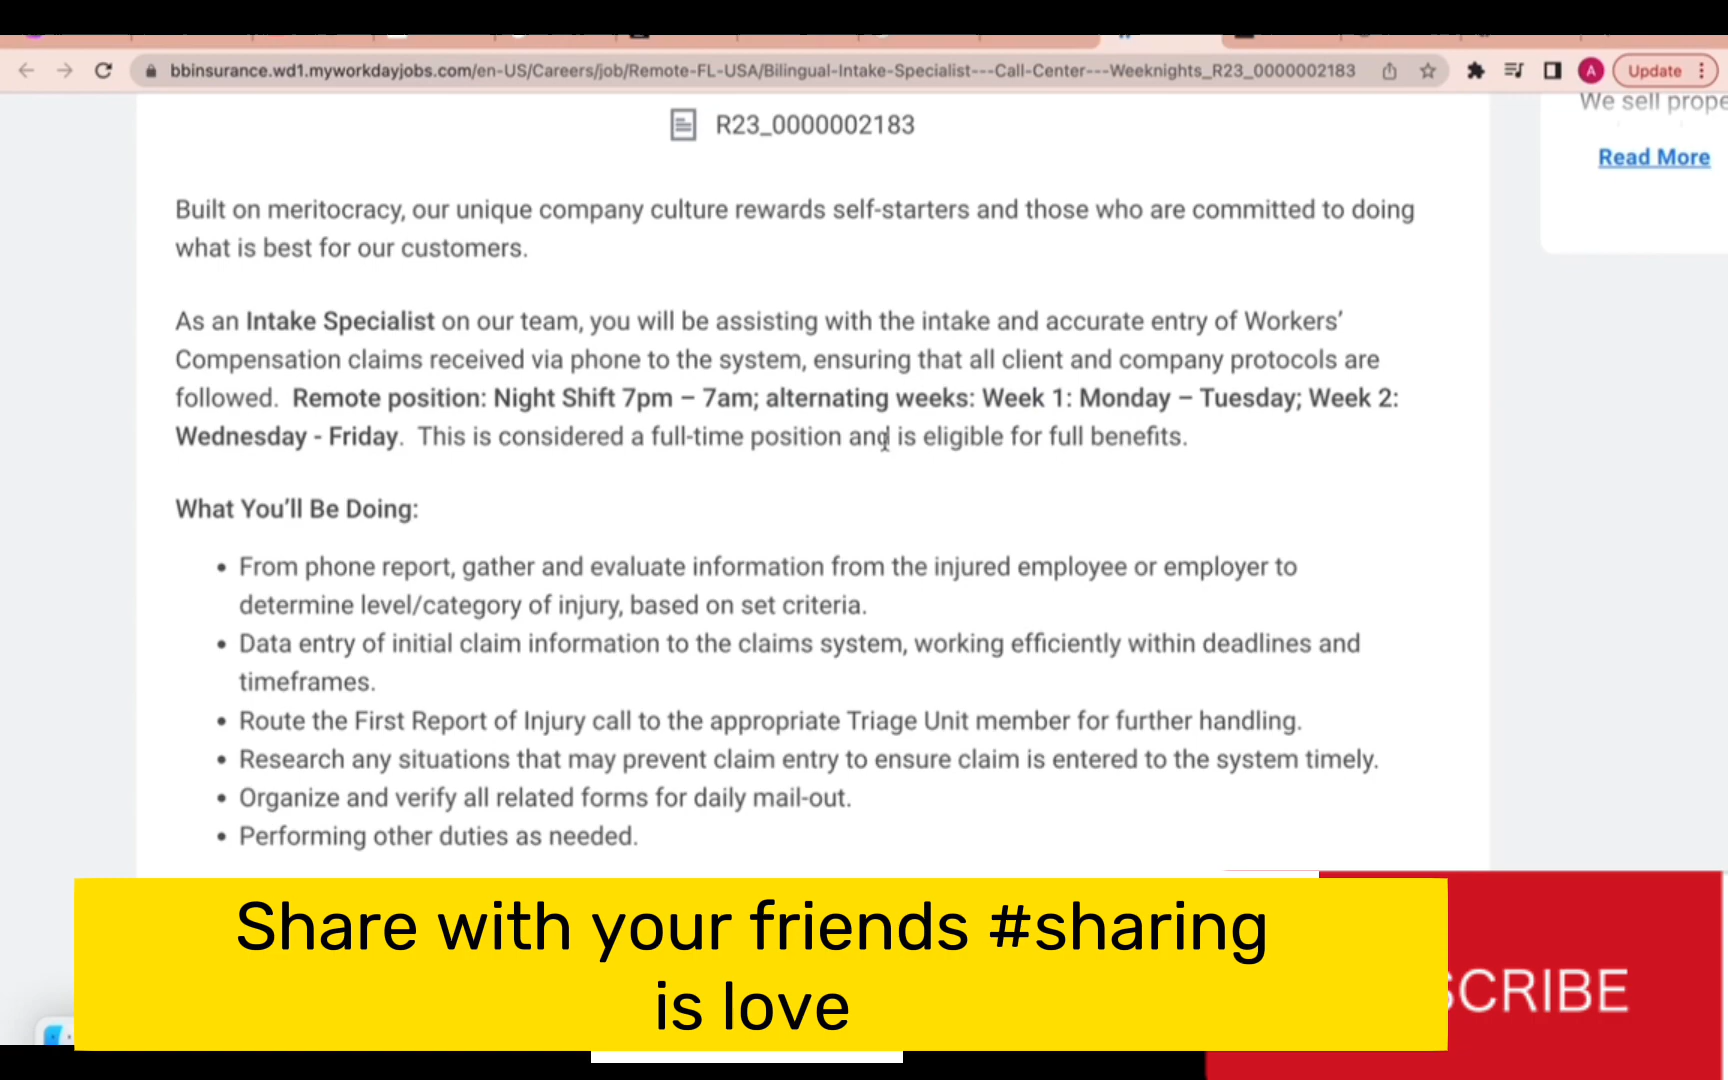 bbinsurance.wd1.myworkdayjobs.com/en-US/Careers/job/Remote-FL-USA/Bilingual-Intake-Specialist---Call-Center---Weeknights_R23_0000002183
A
Update
We sell prope
Read More
R23_0000002183
Built on meritocracy, our unique company culture rewards self-starters and those who are committed to doing
what is best for our customers.
As an Intake Specialist on our team, you will be assisting with the intake and accurate entry of Workers’
Compensation claims received via phone to the system, ensuring that all client and company protocols are
followed. Remote position: Night Shift 7pm – 7am; alternating weeks: Week 1: Monday – Tuesday; Week 2:
Wednesday - Friday. This is considered a full-time position and is eligible for full benefits.
What You’ll Be Doing:
• From phone report, gather and evaluate information from the injured employee or employer to
determine level/category of injury, based on set criteria.
• Data entry of initial claim information to the claims system, working efficiently within deadlines and
timeframes.
• Route the First Report of Injury call to the appropriate Triage Unit member for further handling.
• Research any situations that may prevent claim entry to ensure claim is entered to the system timely.
• Organize and verify all related forms for daily mail-out.
• Performing other duties as needed.
Share with your friends #sharing
is love
SCRIBE